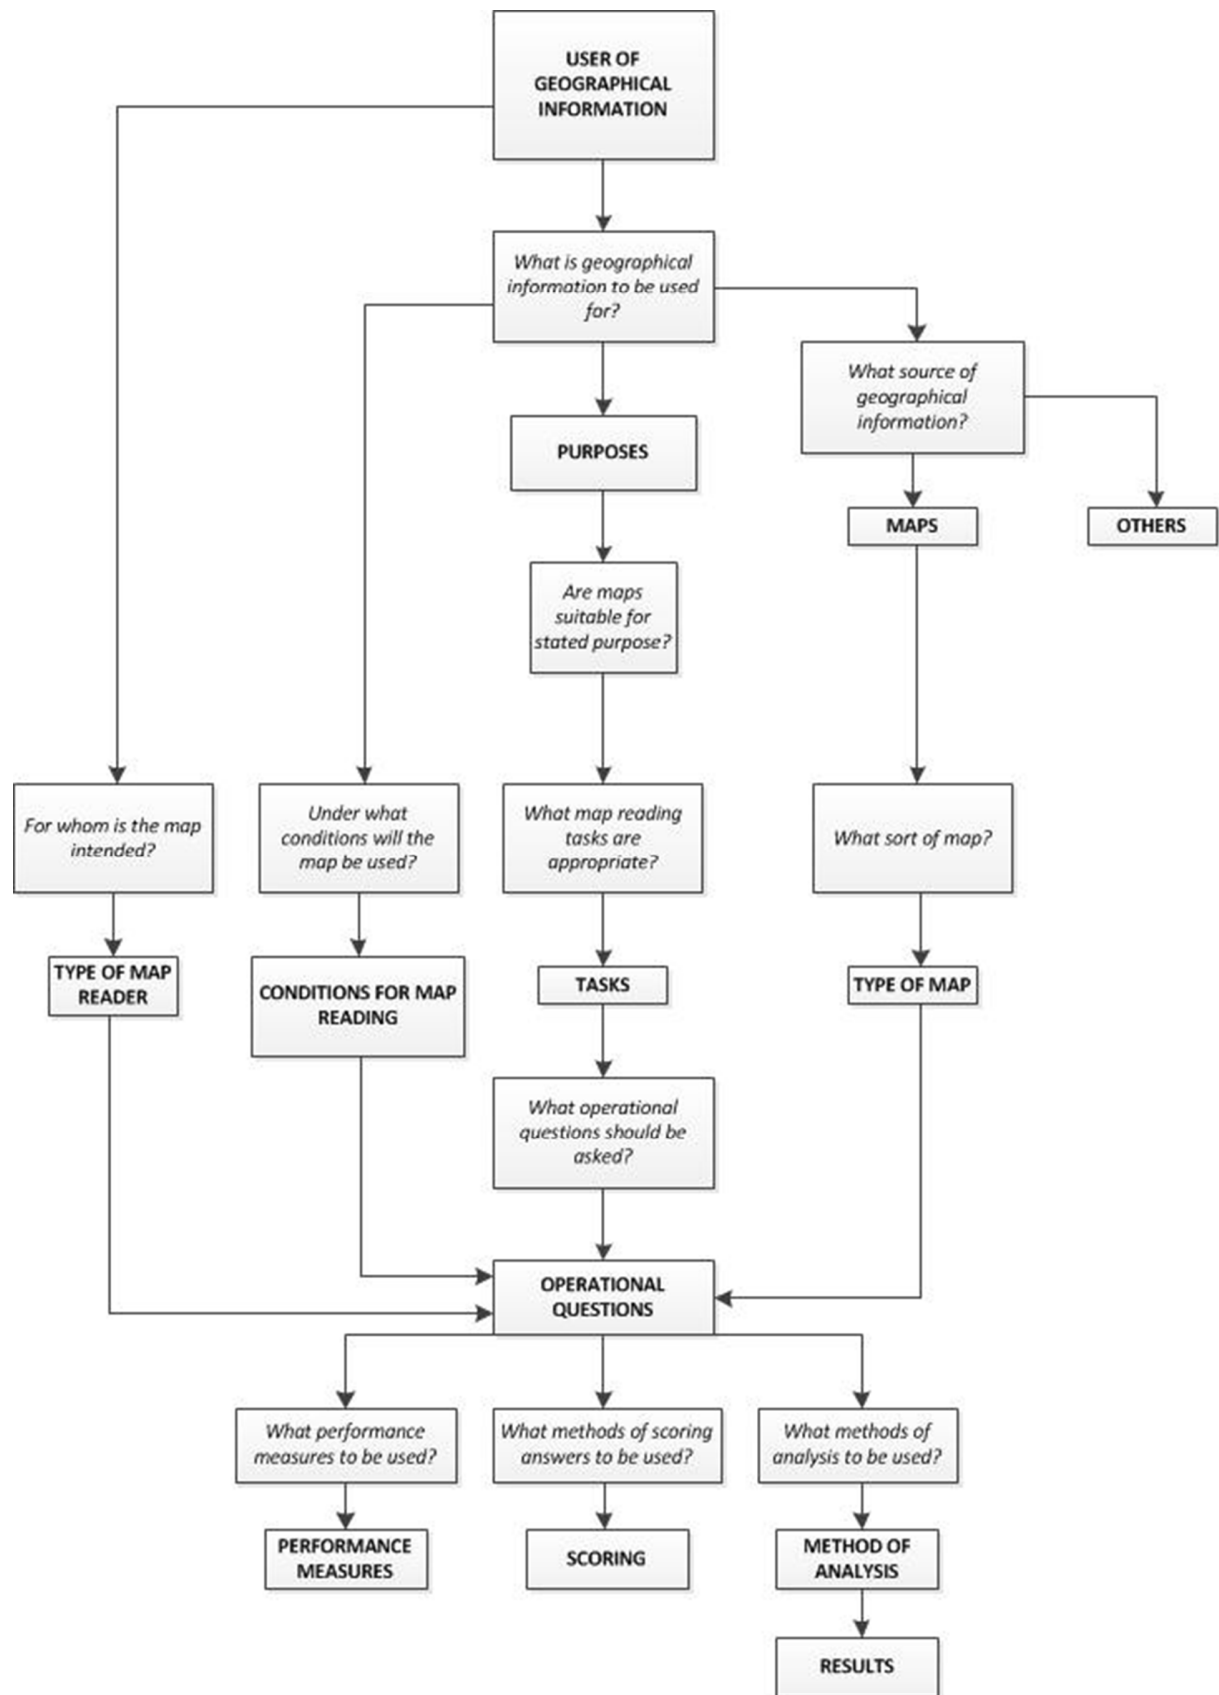 USER OF
GEOGRAPHICAL
INFORMATION
What is geographical
information to be used
for?
What source of
geographical
information?
PURPOSES
MAPS
OTHERS
Are maps
suitable for
stated purpose?
For whom is the map
intended?
Under what
conditions will the
map be used?
What map reading
tasks are
appropriate?
What sort of map?
TYPE OF MAP
READER
CONDITIONS FOR MAP
READING
TASKS
TYPE OF MAP
What operational
questions should be
asked?
OPERATIONAL
QUESTIONS
What performance
measures to be used?
What methods of scoring
answers to be used?
What methods of
analysis to be used?
PERFORMANCE
MEASURES
SCORING
METHOD OF
ANALYSIS
RESULTS